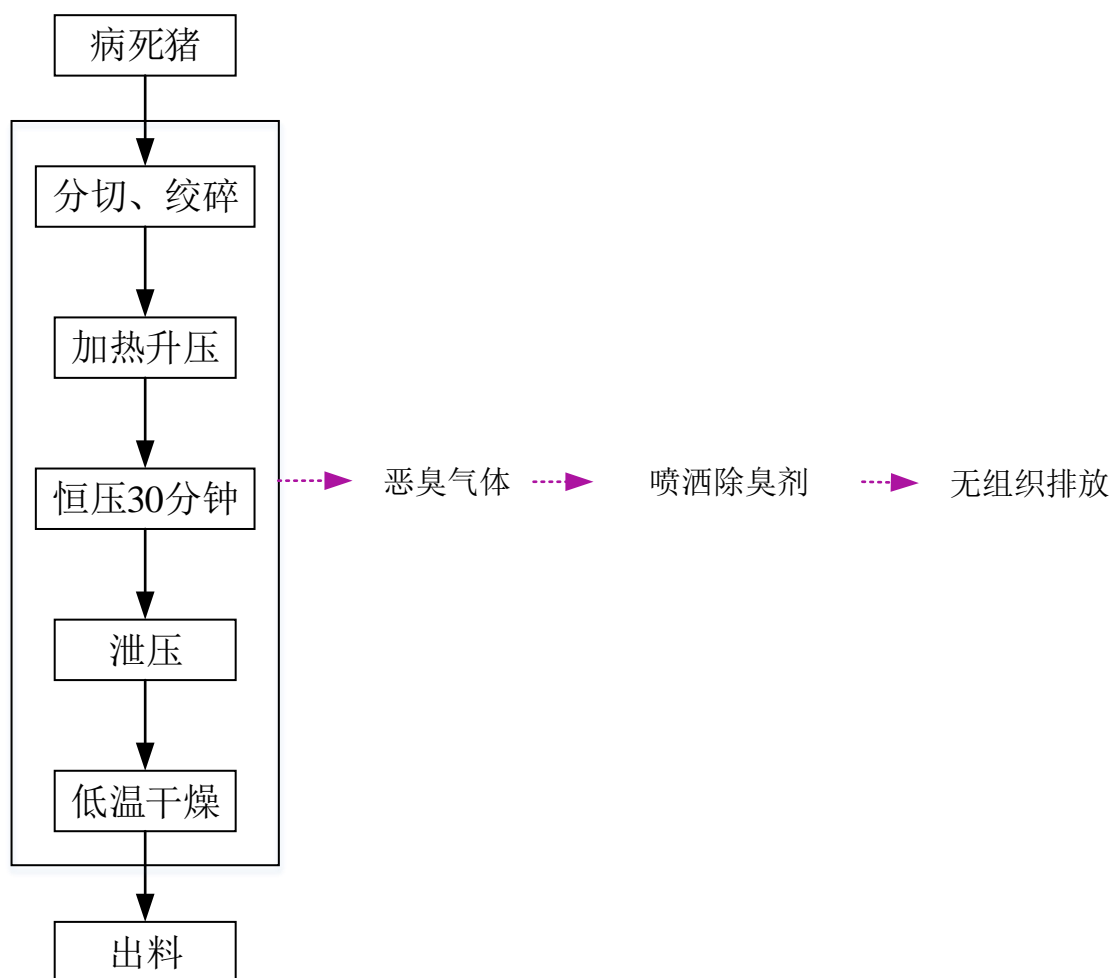 病死猪
分切、绞碎
加热升压
恒压30分钟
恶臭气体
喷洒除臭剂
无组织排放
泄压
低温干燥
出料